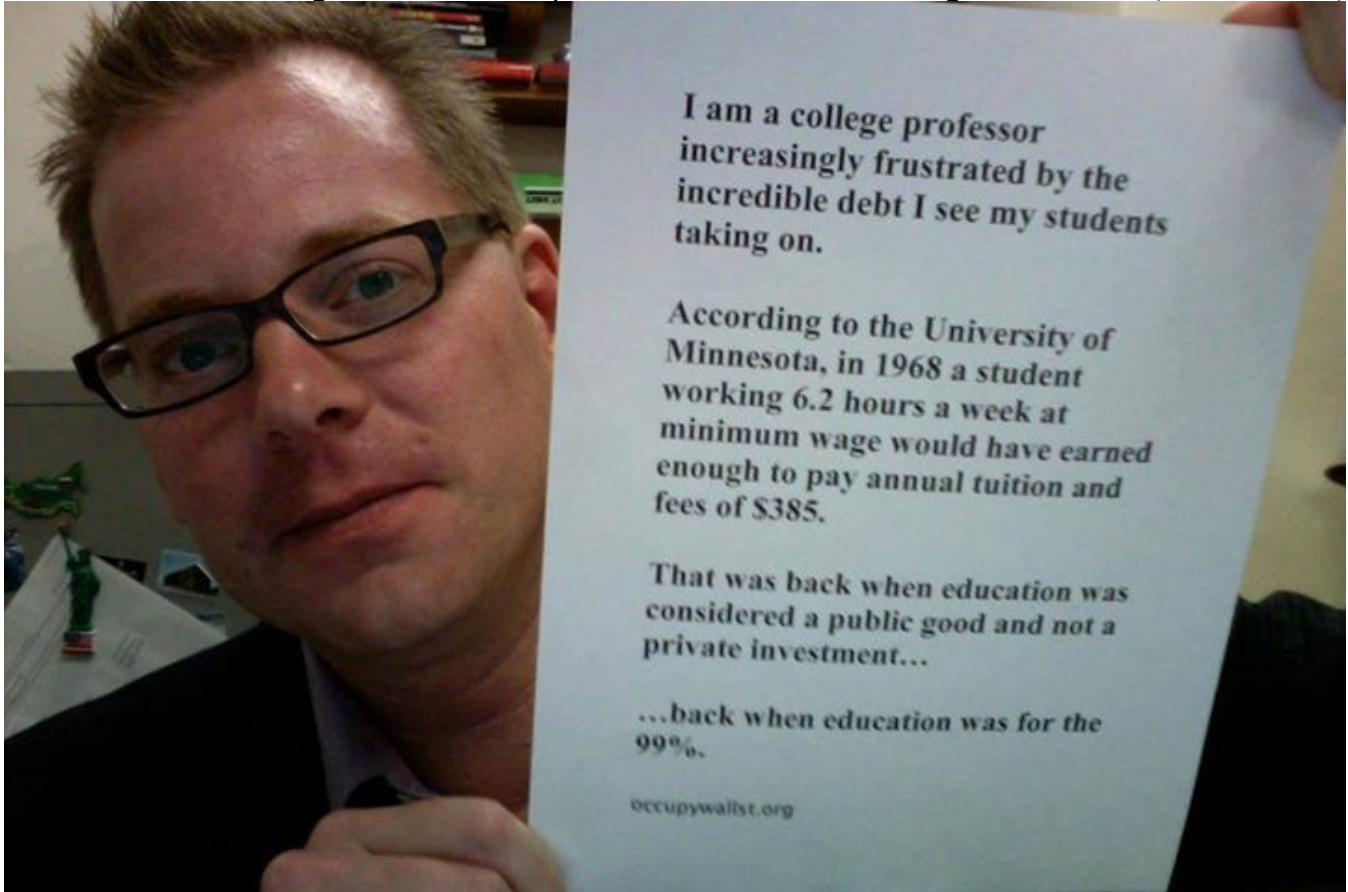 I am a college professor
increasingly frustrated by the
incredible debt I see my students
taking on.
According to the University of
Minnesota, in 1968 a student
working 6.2 hours a week at
minimum wage would have earned
enough to pay annual tuition and
fees of $385.
That was back when education was
considered a public good and not a
private investment…
…back when education was for the
99%.
occupywallst.org